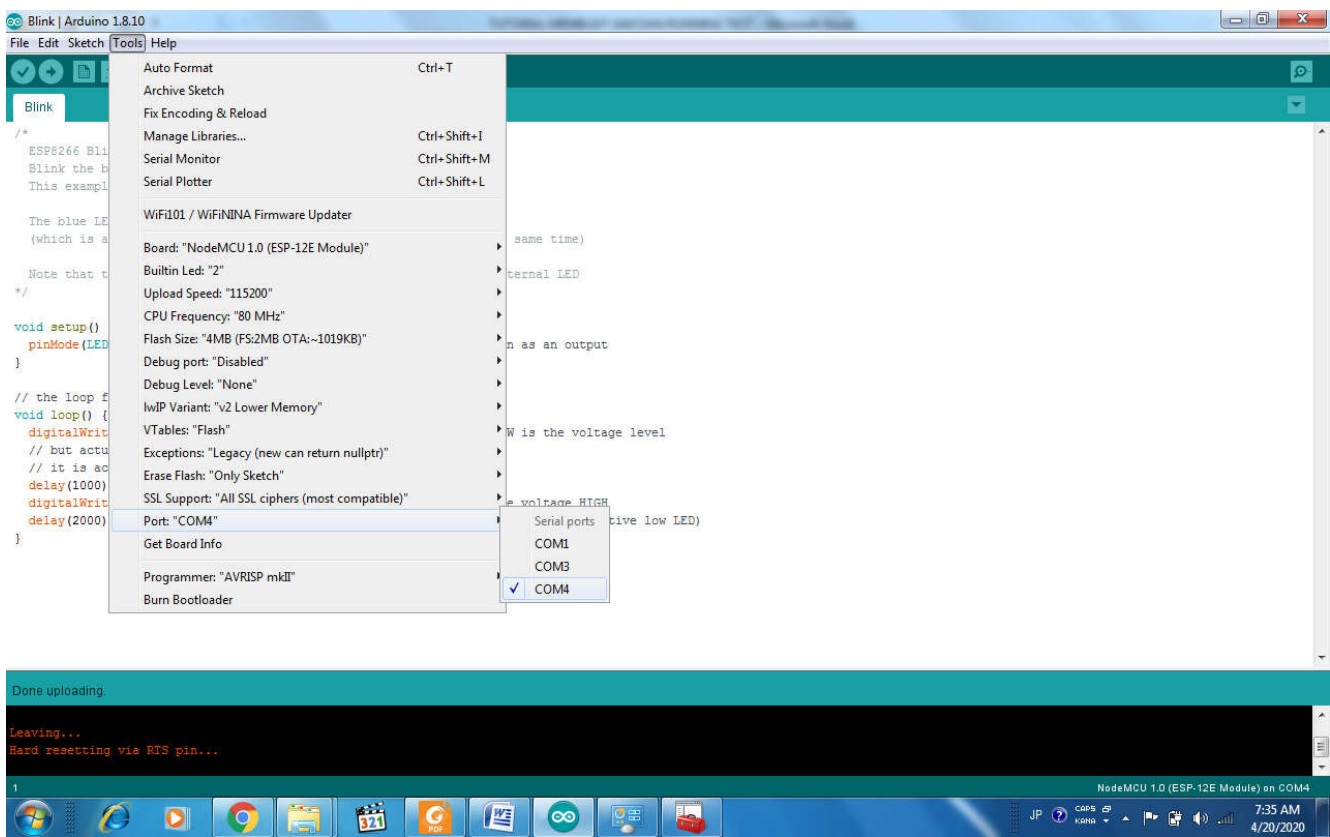 Blink | Arduino 1.8.10
File Edit Sketch Tools Help
Auto Format Ctrl+T
Archive Sketch
Fix Encoding & Reload
Manage Libraries... Ctrl+Shift+I
Serial Monitor Ctrl+Shift+M
Serial Plotter Ctrl+Shift+L
WiFi101 / WiFiNINA Firmware Updater
Board: "NodeMCU 1.0 (ESP-12E Module)"
Builtin Led: "2"
Upload Speed: "115200"
CPU Frequency: "80 MHz"
Flash Size: "4MB (FS:2MB OTA:~1019KB)"
Debug port: "Disabled"
Debug Level: "None"
IwIP Variant: "v2 Lower Memory"
VTables: "Flash"
Exceptions: "Legacy (new can return nullptr)"
Erase Flash: "Only Sketch"
SSL Support: "All SSL ciphers (most compatible)"
Port: "COM4"
Get Board Info
Programmer: "AVRISP mkII"
Burn Bootloader
Serial ports
COM1
COM3
COM4
Blink
/*
ESP8266 Bli
Blink the b
This exampl
The blue LE
(which is a same time)
Note that t ternal LED
*/
void setup()
pinMode(LED n as an output
}
// the loop f
void loop() {
digitalWrit W is the voltage level
// but actu
// it is ac
delay(1000)
digitalWrit e voltage HIGH
delay(2000) tive low LED)
}
Done uploading.
Leaving...
Hard resetting via RTS pin...
1 NodeMCU 1.0 (ESP-12E Module) on COM4
321
PDF
JP
CAPS
KANA
7:35 AM
4/20/2020